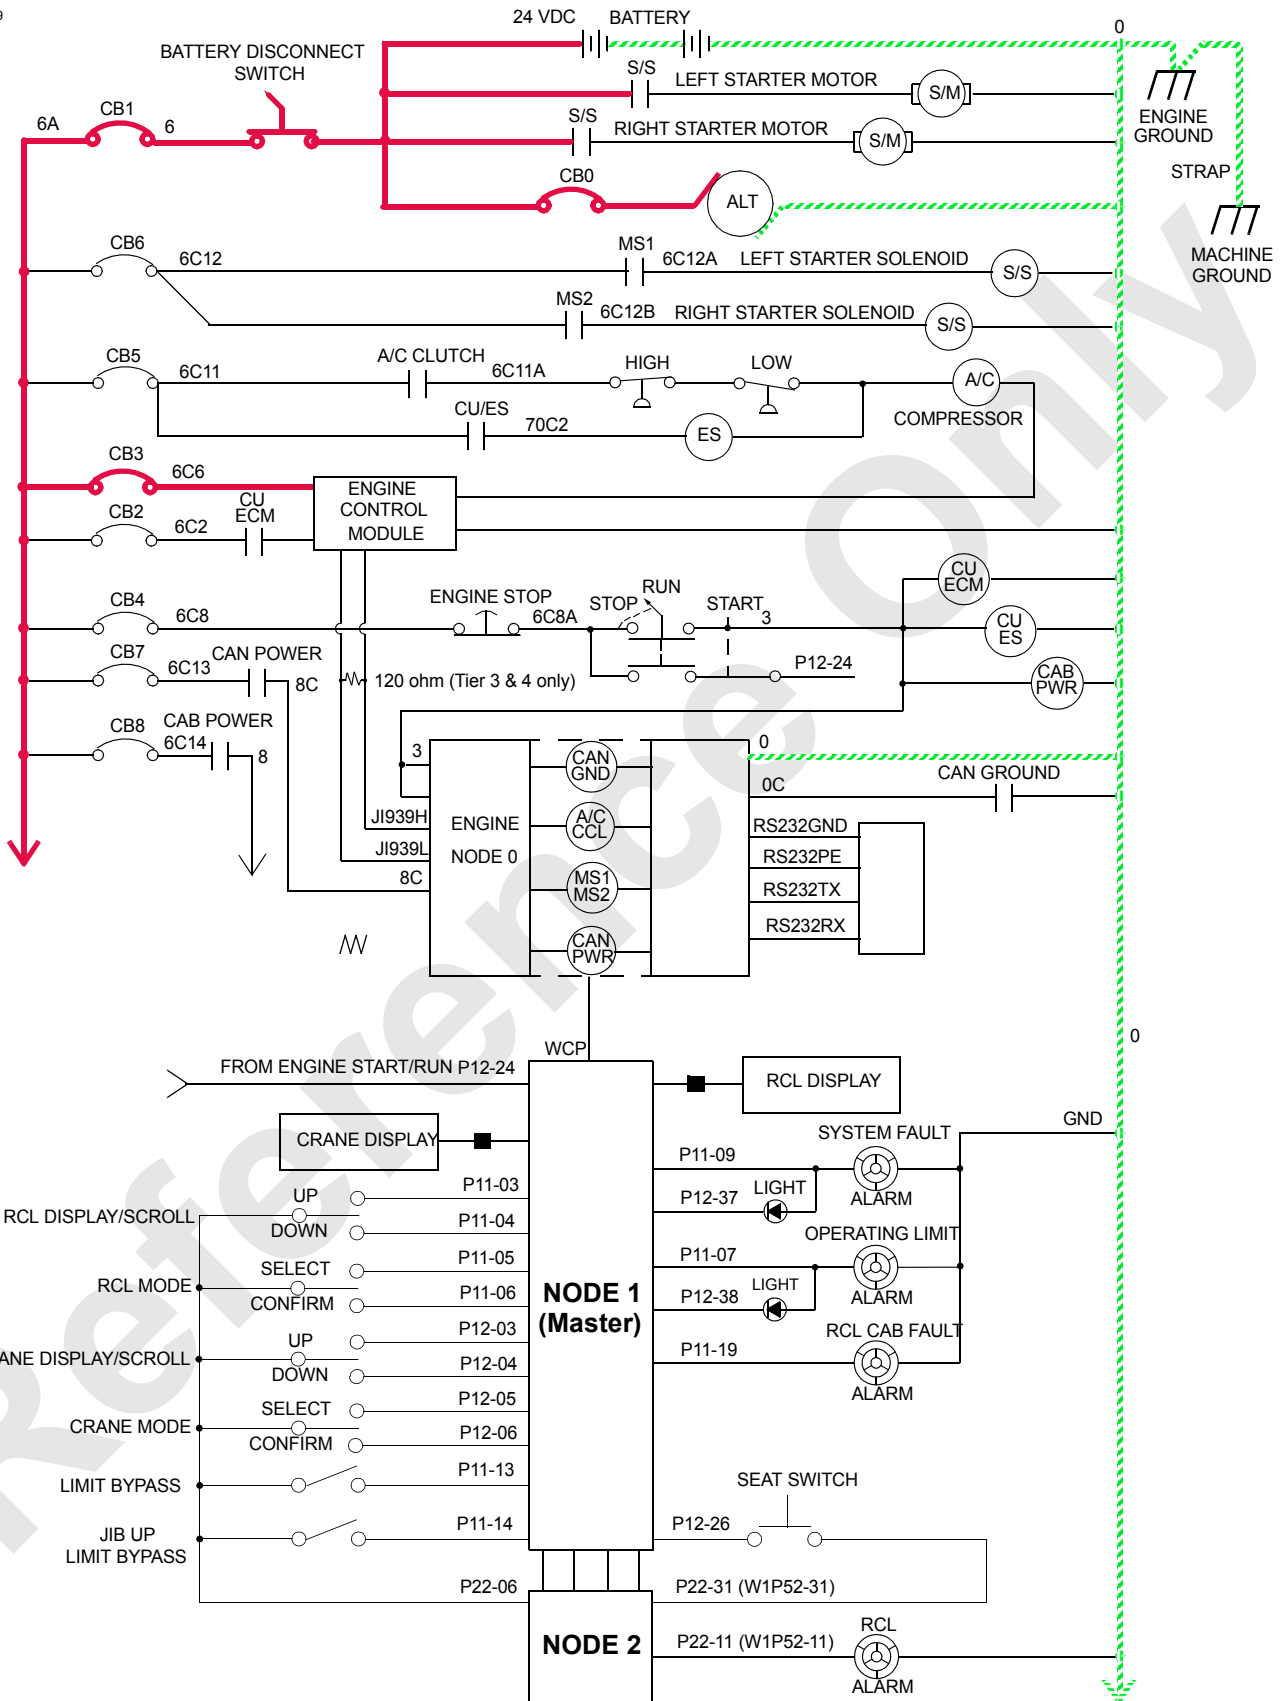 9
24 VDC BATTERY
0
BATTERY DISCONNECT
SWITCH
S/S LEFT STARTER MOTOR S/M
CB1
6A 6
S/S RIGHT STARTER MOTOR S/M
ENGINE
GROUND
STRAP
CB0
ALT
MACHINE
GROUND
CB6 6C12 MS1 6C12A LEFT STARTER SOLENOID S/S
MS2 6C12B RIGHT STARTER SOLENOID S/S
CB5 6C11 A/C CLUTCH 6C11A HIGH LOW A/C
COMPRESSOR
CU/ES 70C2 ES
CB3 6C6
ENGINE
CONTROL
MODULE
CB2 6C2 CU
ECM
CB4 6C8 ENGINE STOP 6C8A STOP RUN START 3
CU
ECM
CU
ES
CB7 6C13 CAN POWER 8C
120 ohm (Tier 3 & 4 only)
P12-24
CAB
PWR
CB8 6C14 CAB POWER 8
3
CAN
GND
0
CAN GROUND
0C
JI939H ENGINE
NODE 0
A/C
CCL
RS232GND
JI939L
RS232PE
8C
MS1
MS2
RS232TX
RS232RX
CAN
PWR
0
WCP
FROM ENGINE START/RUN P12-24
RCL DISPLAY
CRANE DISPLAY
GND
SYSTEM FAULT
P11-09
ALARM
P12-37 LIGHT
UP P11-03
RCL DISPLAY/SCROLL
DOWN P11-04
OPERATING LIMIT
SELECT P11-05
P11-07
RCL MODE
CONFIRM P11-06
NODE 1
(Master)
P12-38 LIGHT
ALARM
UP P12-03
RCL CAB FAULT
ANE DISPLAY/SCROLL
DOWN P12-04
P11-19
ALARM
SELECT P12-05
CRANE MODE
CONFIRM P12-06
LIMIT BYPASS P11-13
SEAT SWITCH
JIB UP
LIMIT BYPASS
P11-14
P12-26
P22-06
P22-31 (W1P52-31)
NODE 2
P22-11 (W1P52-11) RCL
ALARM
Reference Only